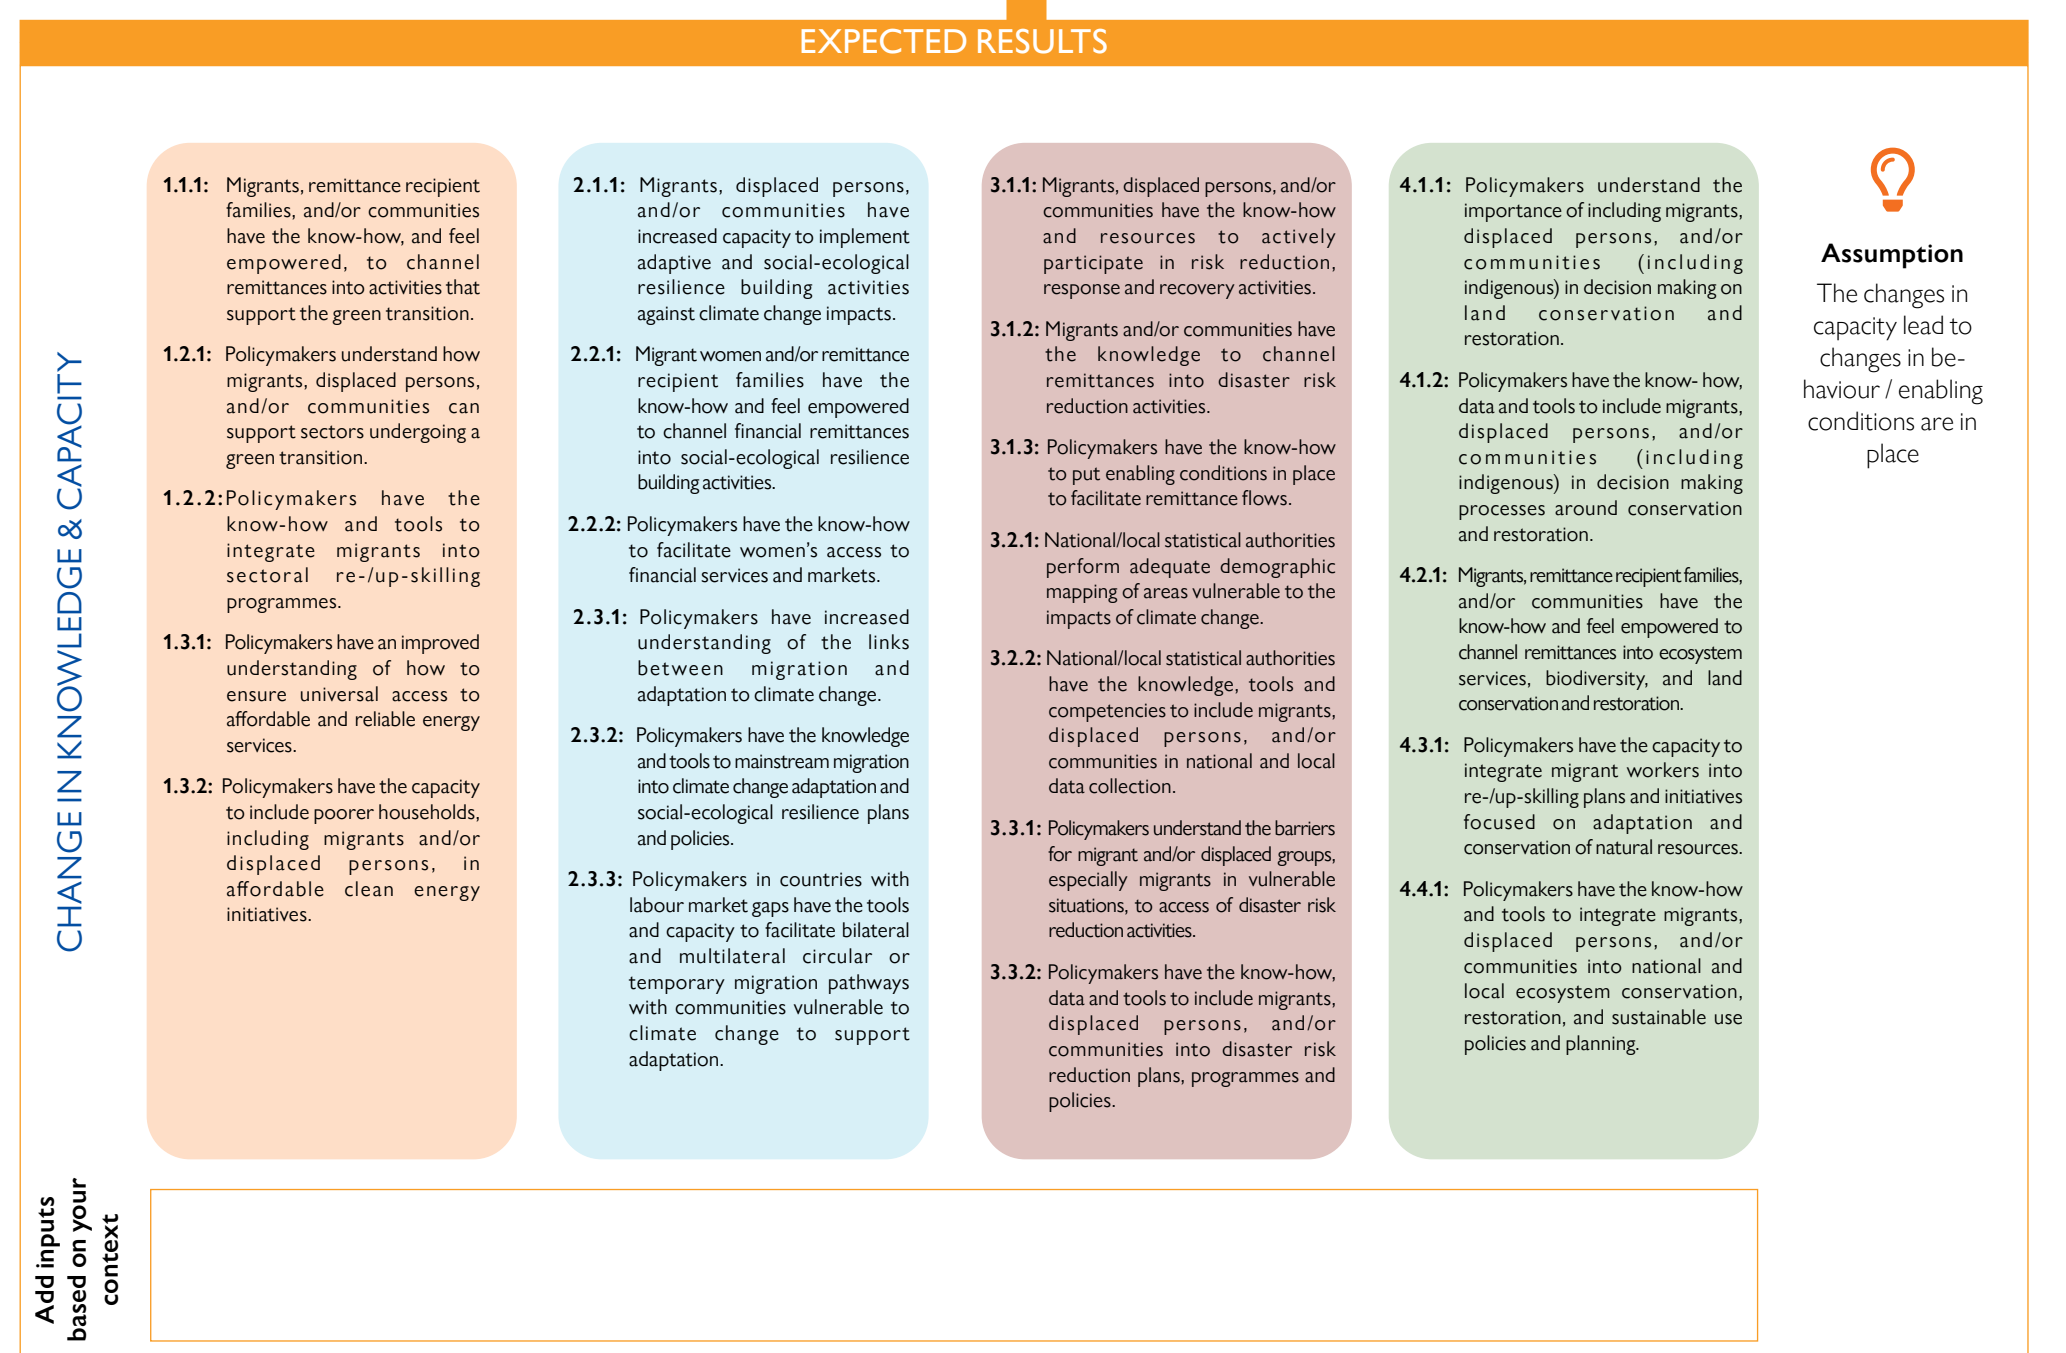 EXPECTED RESULTS
CHANGE IN KNOWLEDGE & CAPACITY
1.1.1: Migrants, remittance recipient
families, and/or communities
have the know-how, and feel
empowered, to channel
remittances into activities that
support the green transition.
1.2.1: Policymakers understand how
migrants, displaced persons,
and/or communities can
support sectors undergoing a
green transition.
1.2.2: Policymakers have the
know-how and tools to
integrate migrants into
sectoral re-/up-skilling
programmes.
1.3.1: Policymakers have an improved
understanding of how to
ensure universal access to
affordable and reliable energy
services.
1.3.2: Policymakers have the capacity
to include poorer households,
including migrants and/or
displaced persons, in
affordable clean energy
initiatives.
2.1.1: Migrants, displaced persons,
and/or communities have
increased capacity to implement
adaptive and social-ecological
resilience building activities
against climate change impacts.
2.2.1: Migrant women and/or remittance
recipient families have the
know-how and feel empowered
to channel financial remittances
into social-ecological resilience
building activities.
2.2.2: Policymakers have the know-how
to facilitate women's access to
financial services and markets.
2.3.1: Policymakers have increased
understanding of the links
between migration and
adaptation to climate change.
2.3.2: Policymakers have the knowledge
and tools to mainstream migration
into climate change adaptation and
social-ecological resilience plans
and policies.
2.3.3: Policymakers in countries with
labour market gaps have the tools
and capacity to facilitate bilateral
and multilateral circular or
temporary migration pathways
with communities vulnerable to
climate change to support
adaptation.
3.1.1: Migrants, displaced persons, and/or
communities have the know-how
and resources to actively
participate in risk reduction,
response and recovery activities.
3.1.2: Migrants and/or communities have
the knowledge to channel
remittances into disaster risk
reduction activities.
3.1.3: Policymakers have the know-how
to put enabling conditions in place
to facilitate remittance flows.
3.2.1: National/local statistical authorities
perform adequate demographic
mapping of areas vulnerable to the
impacts of climate change.
3.2.2: National/local statistical authorities
have the knowledge, tools and
competencies to include migrants,
displaced persons, and/or
communities in national and local
data collection.
3.3.1: Policymakers understand the barriers
for migrant and/or displaced groups,
especially migrants in vulnerable
situations, to access of disaster risk
reduction activities.
3.3.2: Policymakers have the know-how,
data and tools to include migrants,
displaced persons, and/or
communities into disaster risk
reduction plans, programmes and
policies.
4.1.1: Policymakers understand the
importance of including migrants,
displaced persons, and/or
communities (including
indigenous) in decision making on
land conservation and
restoration.
4.1.2: Policymakers have the know- how,
data and tools to include migrants,
displaced persons, and/or
communities (including
indigenous) in decision making
processes around conservation
and restoration.
4.2.1: Migrants, remittance recipient families,
and/or communities have the
know-how and feel empowered to
channel remittances into ecosystem
services, biodiversity, and land
conservation and restoration.
4.3.1: Policymakers have the capacity to
integrate migrant workers into
re-/up-skilling plans and initiatives
focused on adaptation and
conservation of natural resources.
4.4.1: Policymakers have the know-how
and tools to integrate migrants,
displaced persons, and/or
communities into national and
local ecosystem conservation,
restoration, and sustainable use
policies and planning.
Assumption
The changes in
capacity lead to
changes in be-
haviour / enabling
conditions are in
place
Add inputs
based on your
context